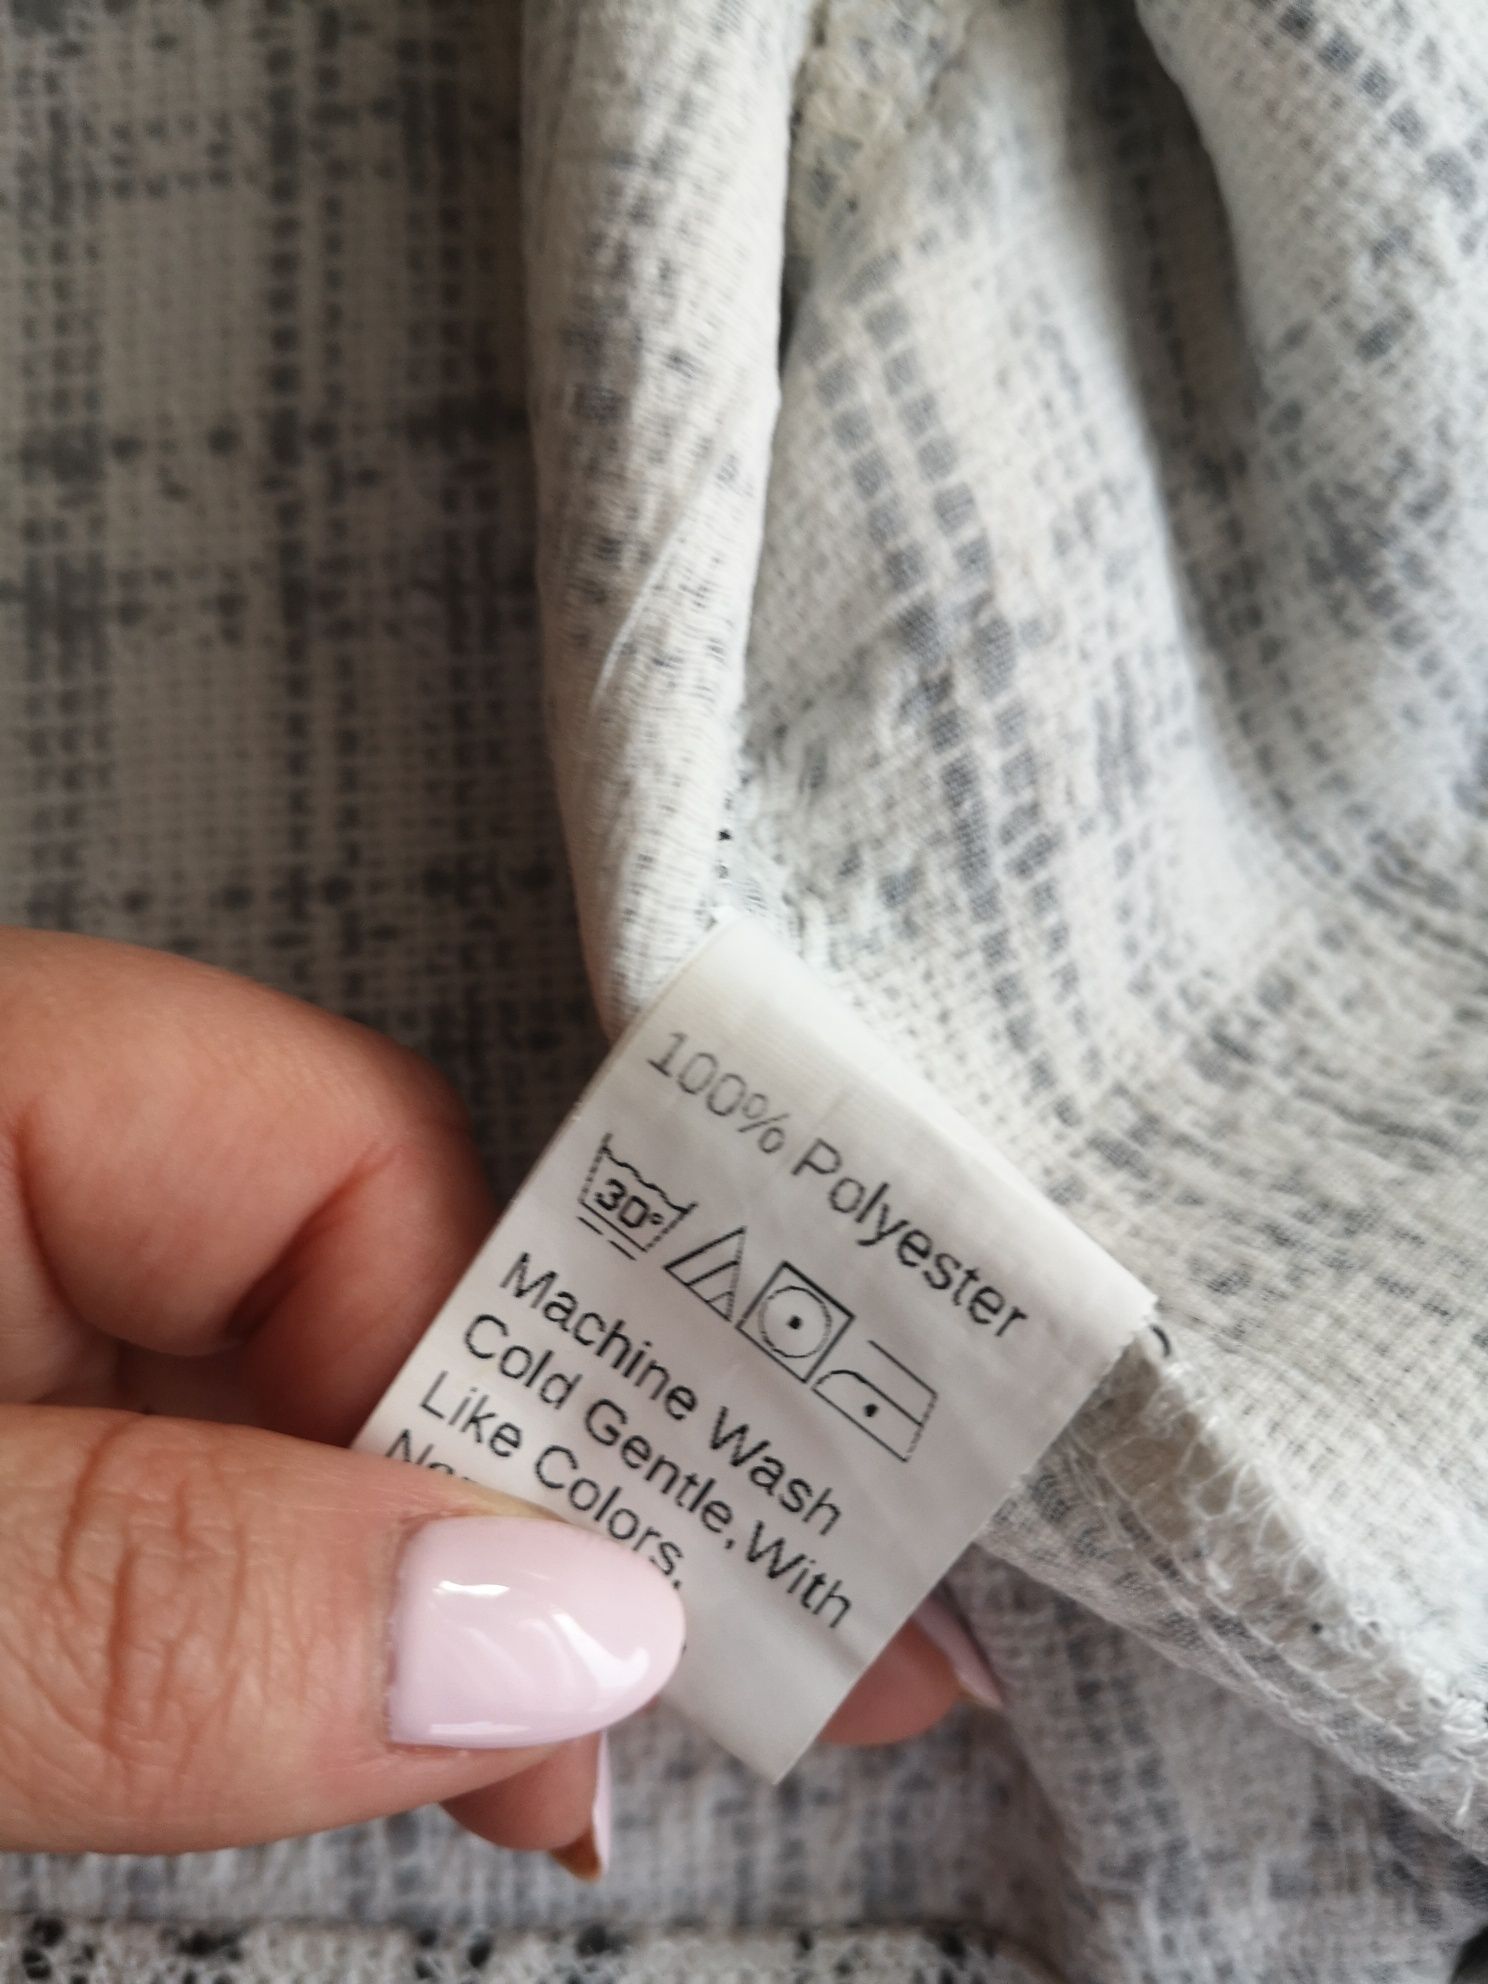 100% Polyester
30°
Machine Wash
Cold Gentle,With
Like Colors,